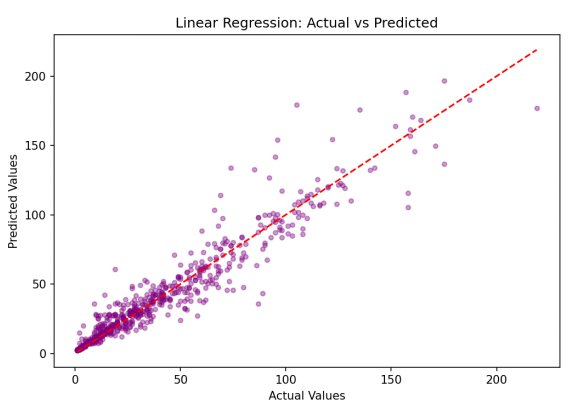 Linear Regression: Actual vs Predicted
200
150
100
50
0
Predicted Values
0 50 100 150 200
Actual Values